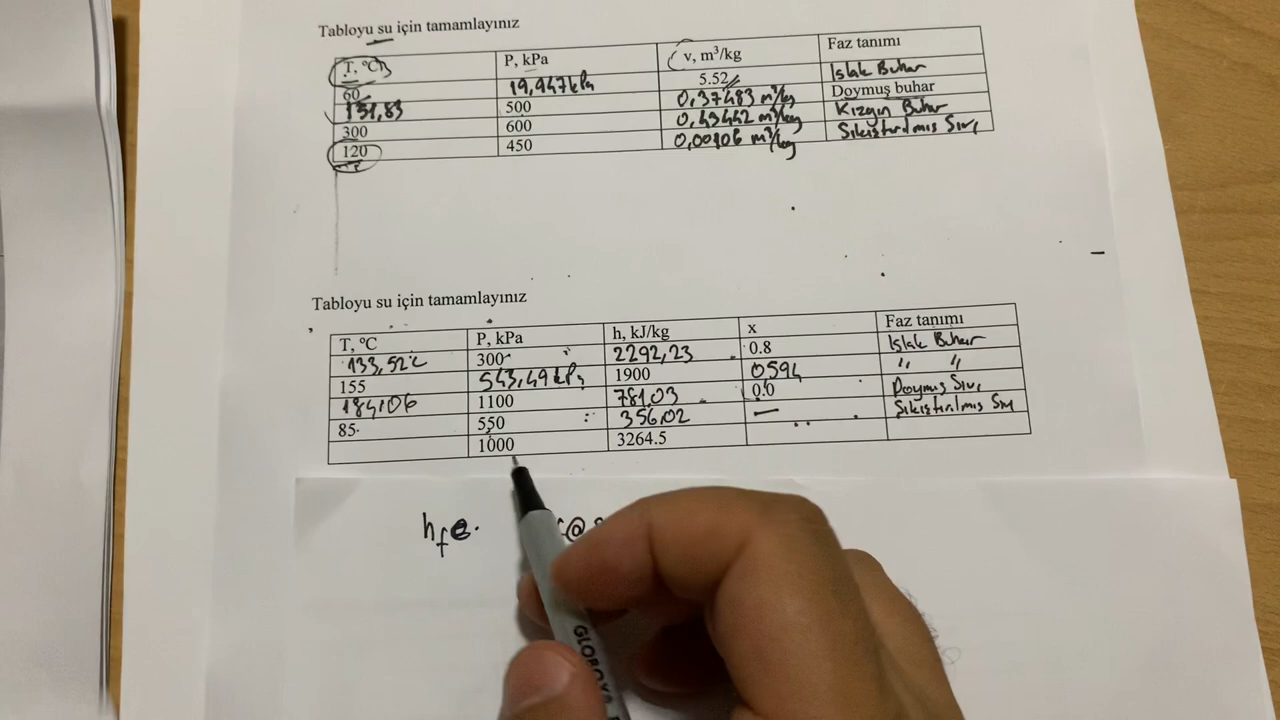 Tabloyu su için tamamlayınız
T, °C P, kPa v, m³/kg Faz tanımı
60 19,947kPa 5.52 Islak Buhar
151,83 500 0,37483 m³/kg Doymuş buhar
300 600 0,43442 m³/kg Kızgın Buhar
120 450 0,00106 m³/kg Sıkıştırılmış Sıvı
Tabloyu su için tamamlayınız
T, °C P, kPa h, kJ/kg x Faz tanımı
133,52°C 300 2292,23 0.8 Islak Buhar
155 543,49kPa 1900 0594 " "
184,06 1100 781,03 0.0 Doymuş Sıvı
85 550 356,02 — Sıkıştırılmış Sıvı
1000 3264.5
hf@